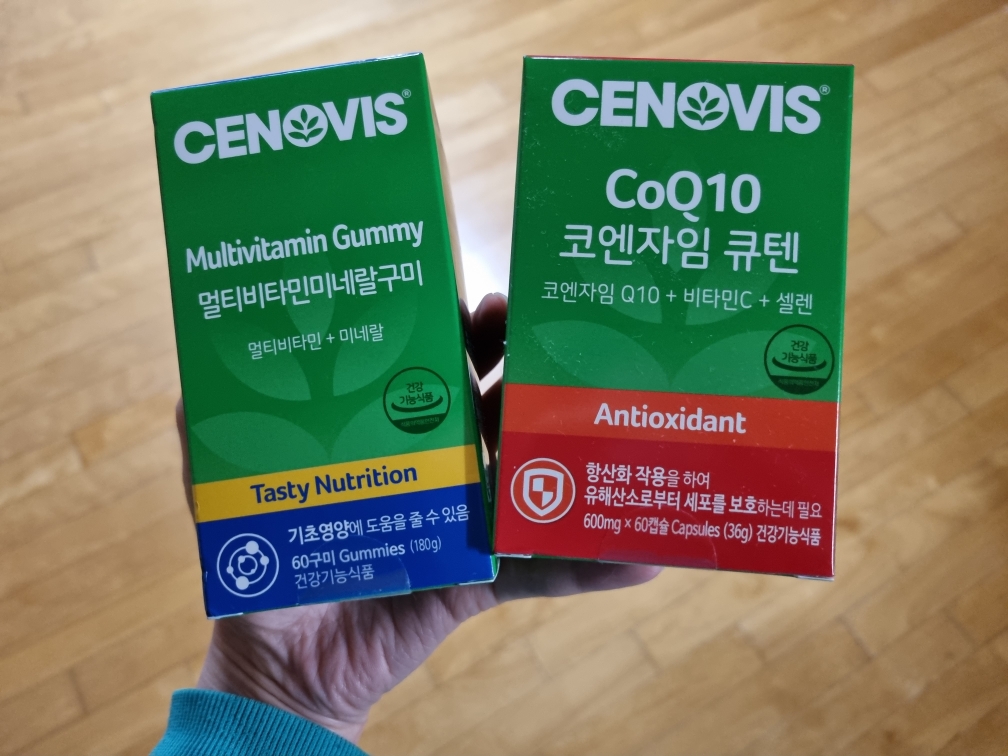 CENOVIS®
Multivitamin Gummy
멀티비타민미네랄구미
멀티비타민 + 미네랄
건강
기능식품
Tasty Nutrition
기초영양에 도움을 줄 수 있음
60구미 Gummies (180g)
건강기능식품
CENOVIS®
CoQ10
코엔자임 큐텐
코엔자임 Q10 + 비타민C + 셀렌
건강
기능식품
Antioxidant
항산화 작용을 하여
유해산소로부터 세포를 보호하는데 필요
600mg × 60캡슐 Capsules (36g) 건강기능식품